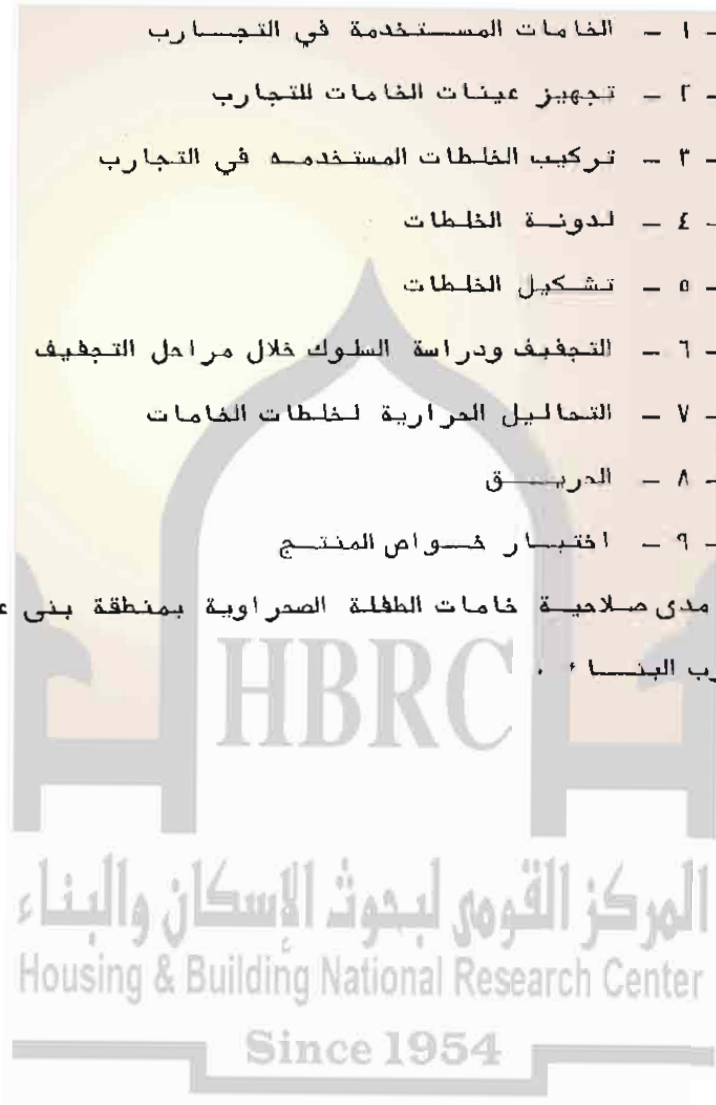 - ١ - الخامات المستخدمة في التجارب
- ٢ - تجهيز عينات الخامات للتجارب
- ٣ - تركيب الخلطات المستخدمه في التجارب
- ٤ - لدونة الخلطات
- ٥ - تشكيل الخلطات
- ٦ - التجفيف ودراسة السلوك خلال مراحل التجفيف
- ٧ - التحاليل الحرارية لخلطات الخامات
- ٨ - الحريق
- ٩ - اختبار خواص المنتج
مدى صلاحية خامات الطفلة الصحراوية بمنطقة بنى
البناء .
HBRC
المركز القومى لبحوث الإسكان والبناء
Housing & Building National Research Center
Since 1954